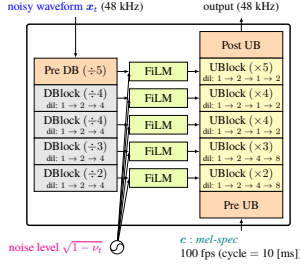 noisy waveform x_t (48 kHz)
output (48 kHz)
Post UB
Pre DB (÷5)
FiLM
UBlock (×5)
dil: 1 → 2 → 1 → 2
DBlock (÷4)
dil: 1 → 2 → 4
FiLM
UBlock (×4)
dil: 1 → 2 → 1 → 2
DBlock (÷4)
dil: 1 → 2 → 4
FiLM
UBlock (×4)
dil: 1 → 2 → 1 → 2
DBlock (÷3)
dil: 1 → 2 → 4
FiLM
UBlock (×3)
dil: 1 → 2 → 4 → 8
DBlock (÷2)
dil: 1 → 2 → 4
FiLM
UBlock (×2)
dil: 1 → 2 → 4 → 8
Pre UB
noise level √1 − ν_t
c : mel-spec
100 fps (cycle = 10 [ms])